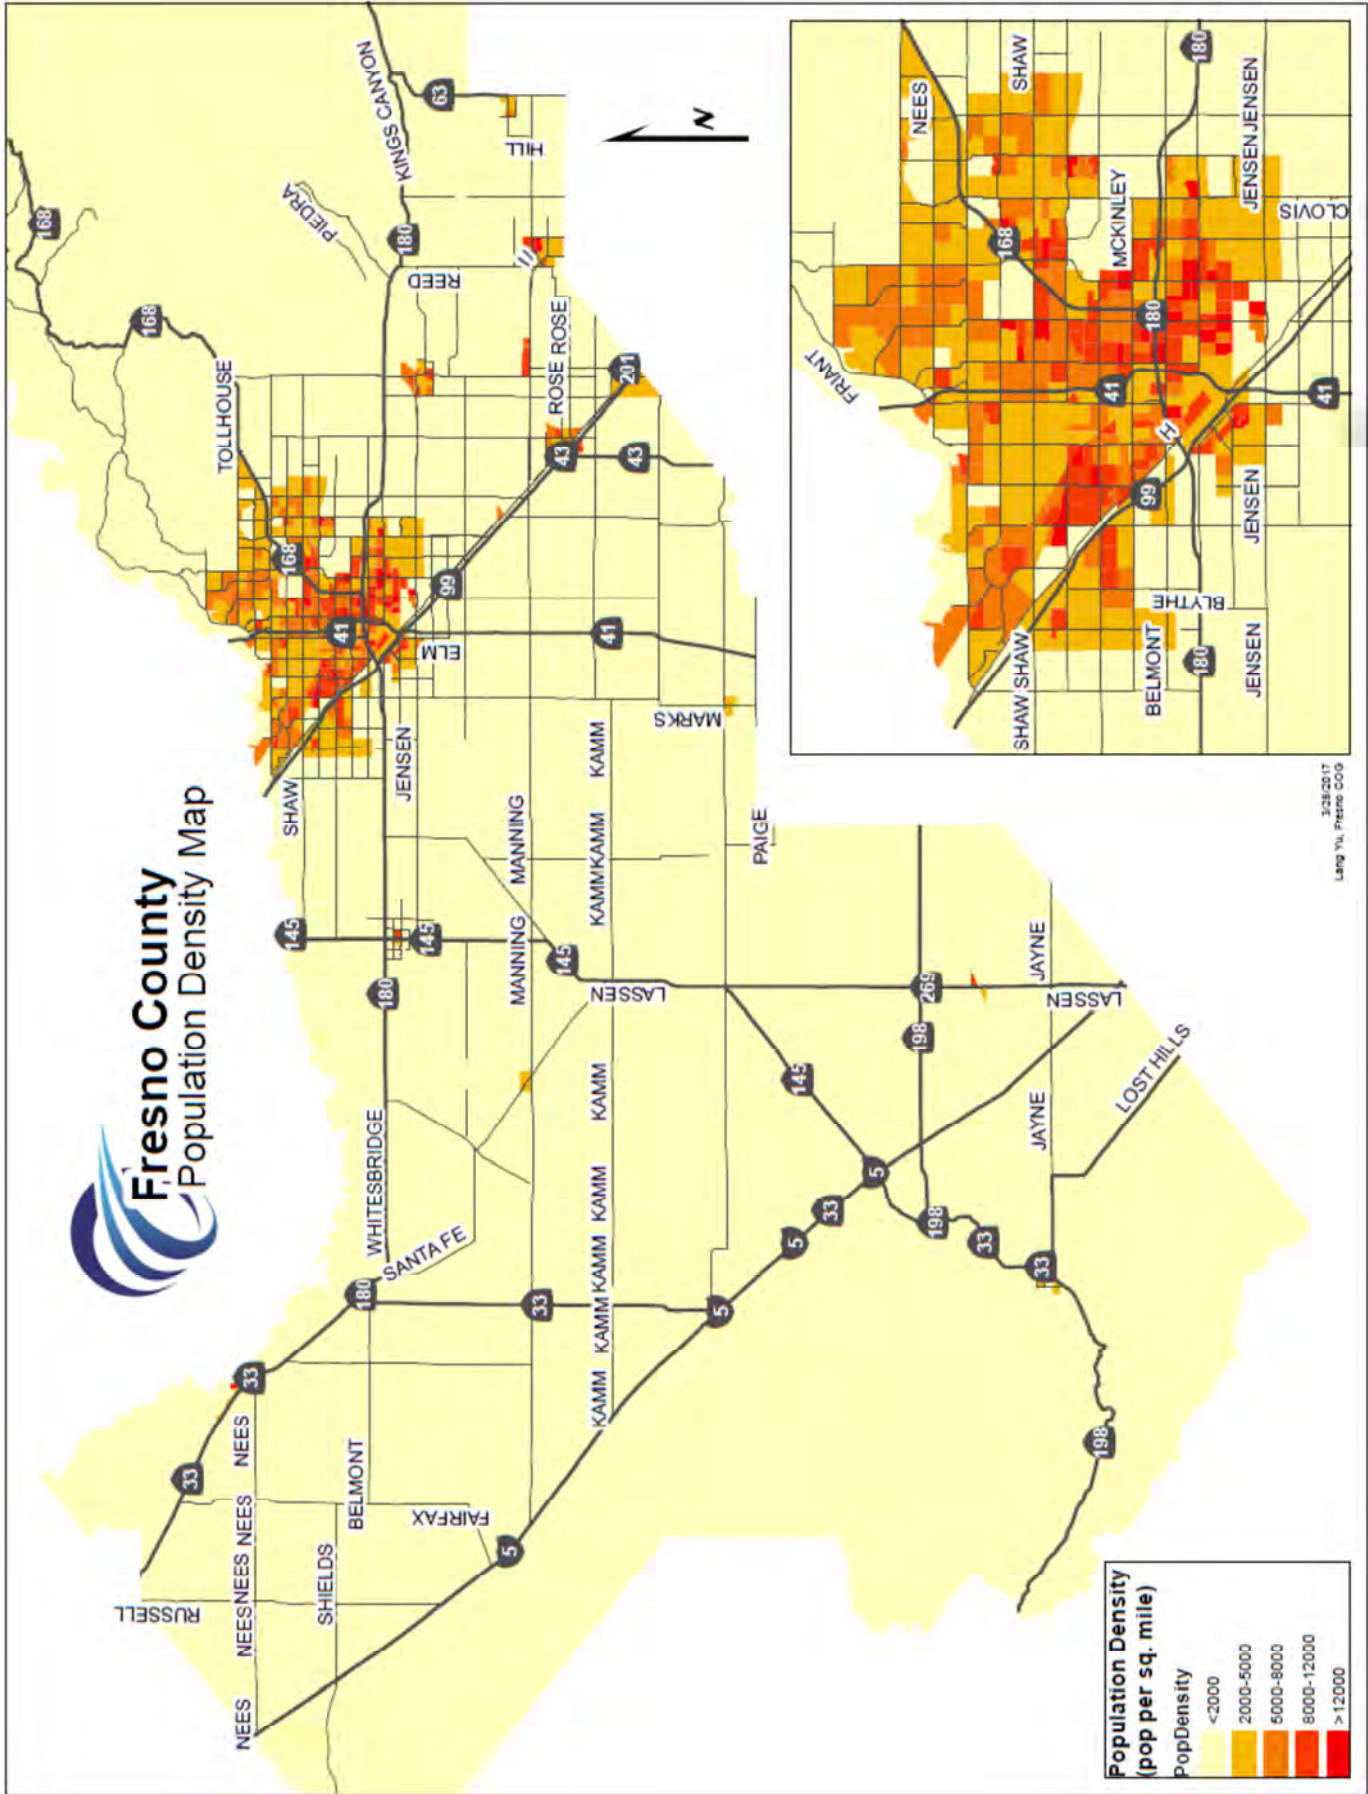 Fresno County
Population Density Map
168
168
TOLLHOUSE
PIEDRA
KINGS CANYON
63
HILL
180
REED
168
41
99
ELM
ROSE ROSE
201
43
43
41
MARKS
SHAW
JENSEN
MANNING
KAMM
KAMM
KAMM
PAIGE
145
145
180
MANNING
145
LASSEN
WHITESBRIDGE
SANTA FE
180
33
KAMM
KAMM
KAMM
KAMM
KAMM
33
33
NEES
NEES
NEES
NEES
NEES
BELMONT
FAIRFAX
SHIELDS
RUSSELL
5
5
5
33
5
145
198
269
198
33
33
198
JAYNE
JAYNE
LASSEN
LOST HILLS
NEES
SHAW
180
168
MCKINLEY
JENSEN
JENSEN
CLOVIS
FRIANT
180
41
41
H
99
JENSEN
BLYTHE
SHAW
SHAW
BELMONT
180
JENSEN
N
3/28/2017
Lang Yu, Fresno COG
Population Density
(pop per sq. mile)
PopDensity
<2000
2000-5000
5000-8000
8000-12000
>12000